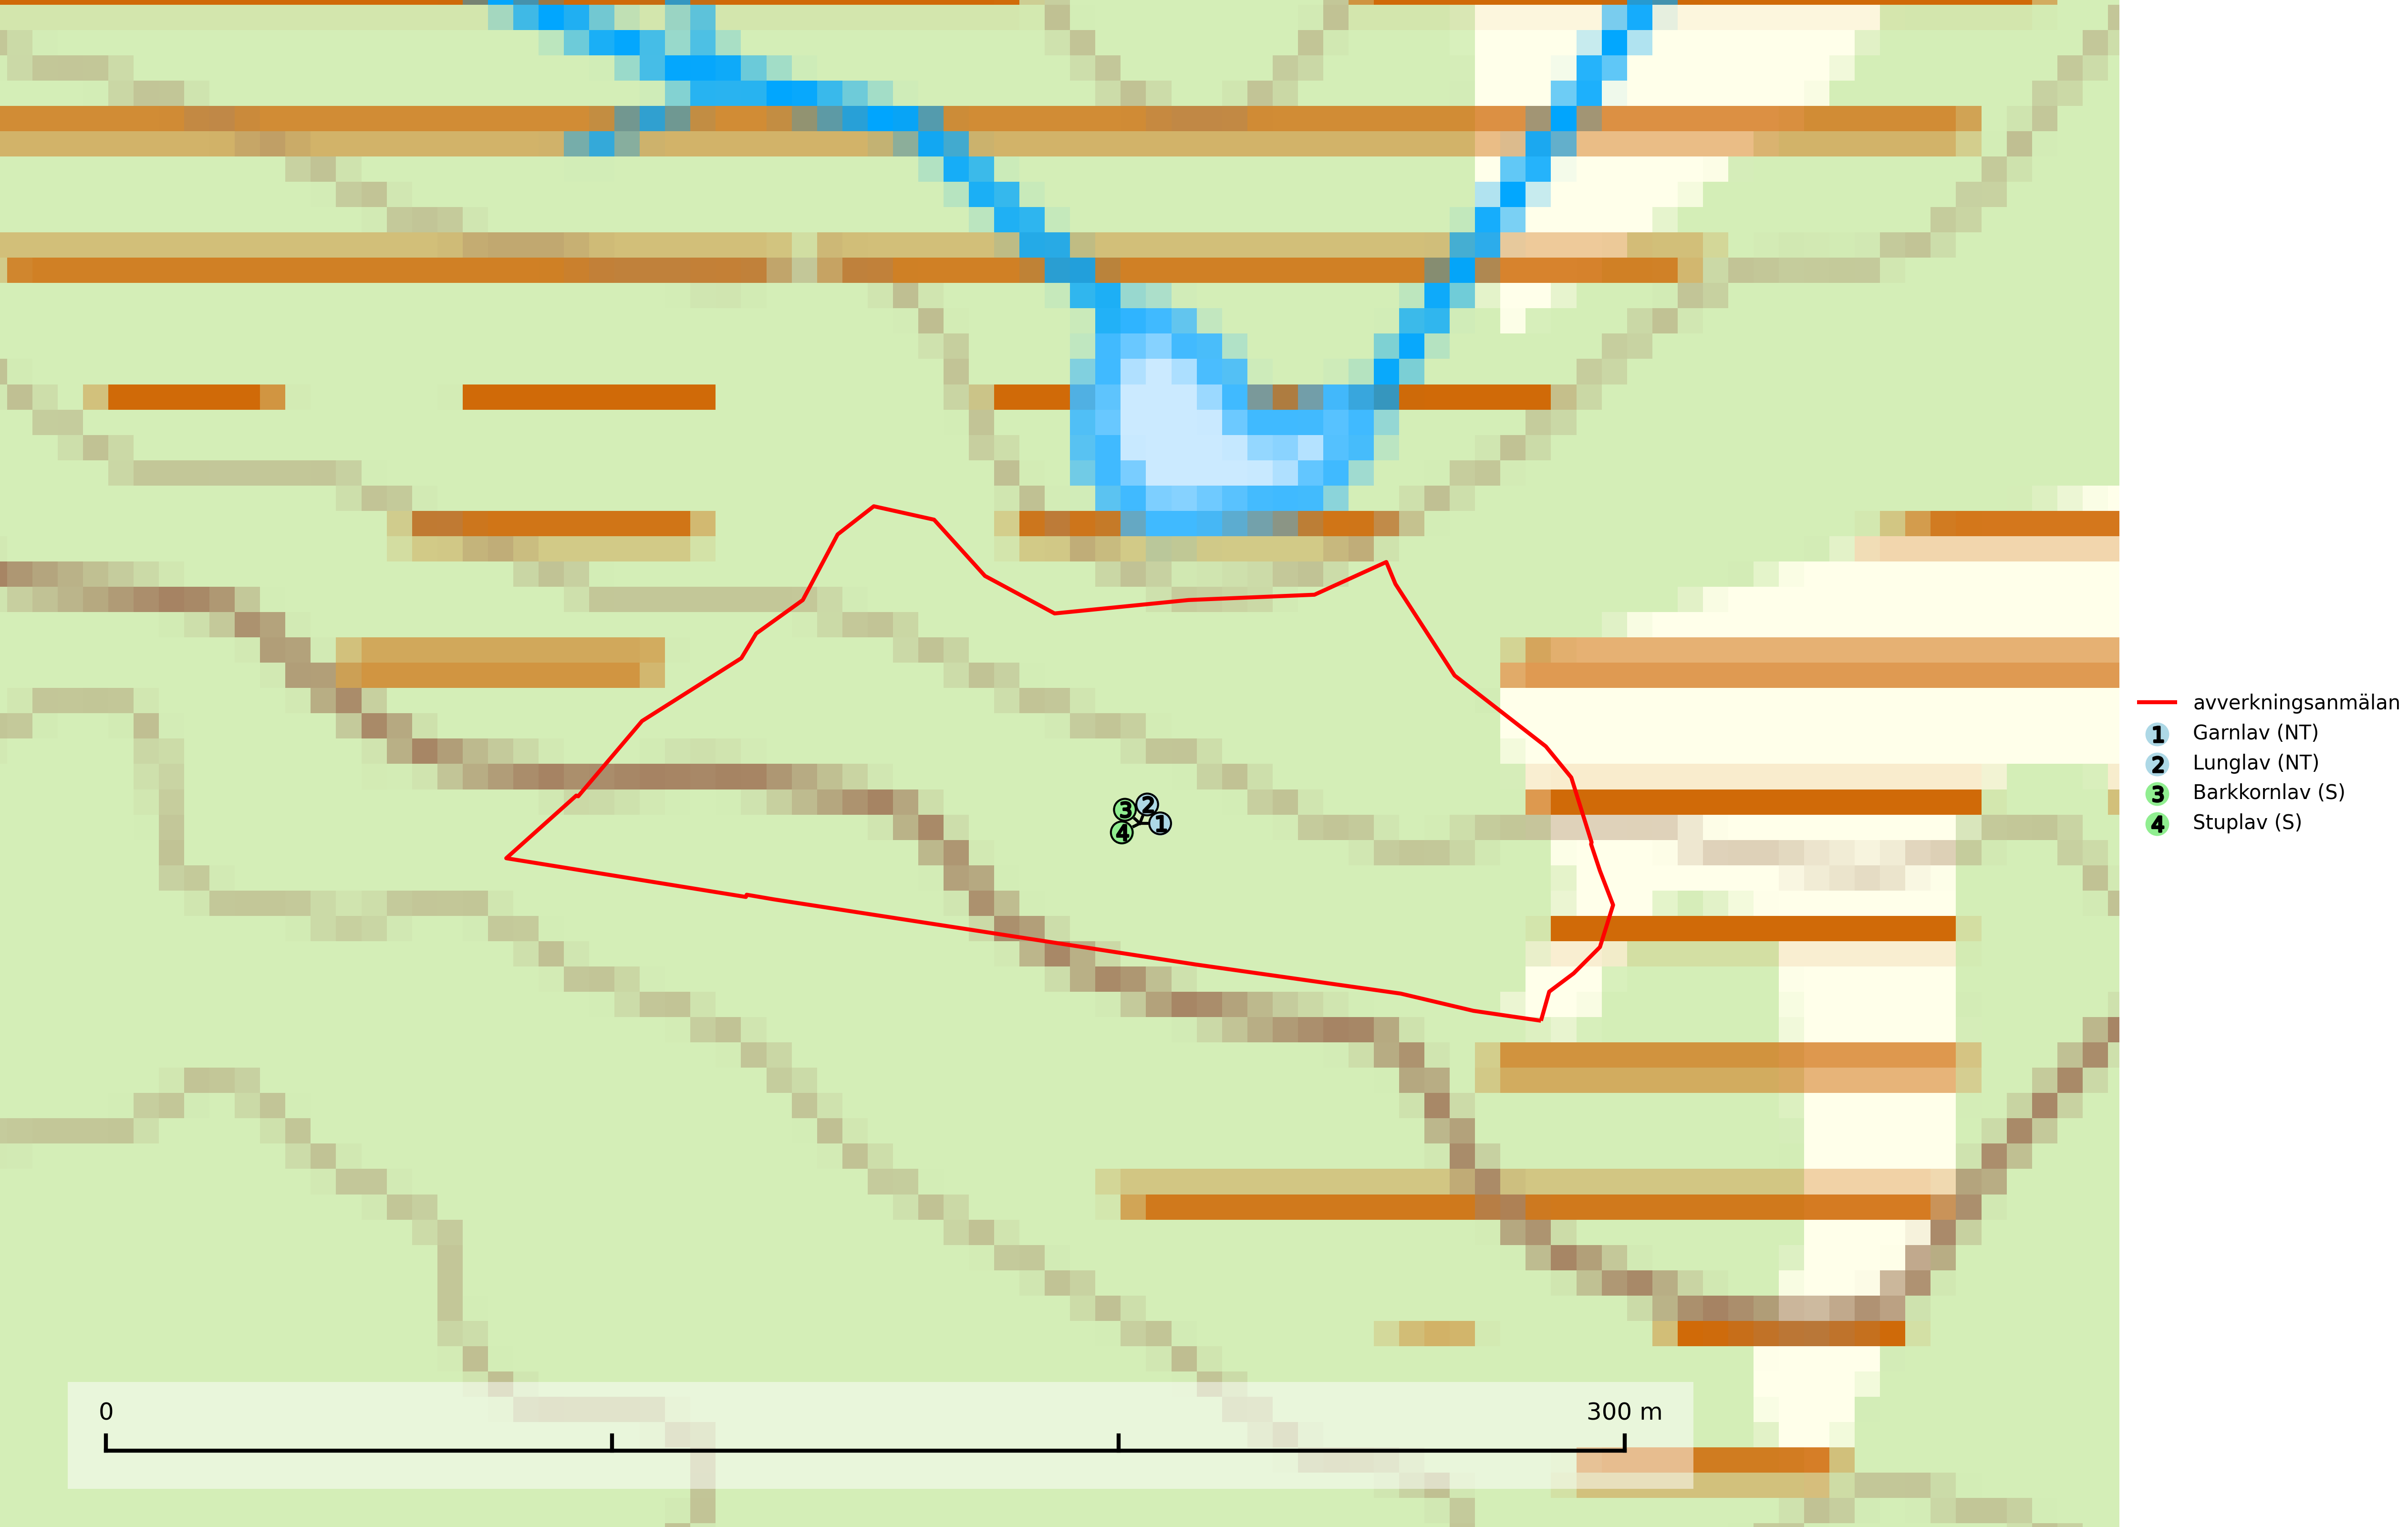 avverkningsanmälan
1 Garnlav (NT)
2 Lunglav (NT)
3 Barkkornlav (S)
4 Stuplav (S)
3 2
4 1
0 300 m